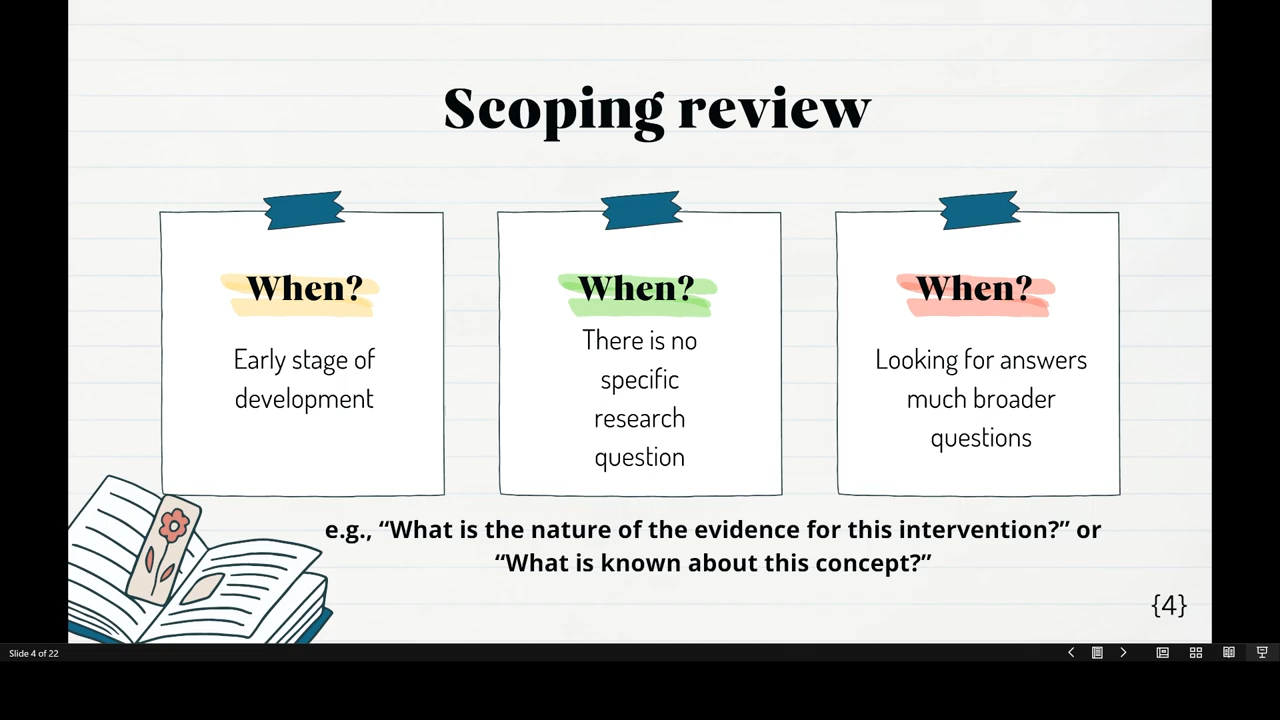 Scoping review
When?
Early stage of
development
When?
There is no
specific
research
question
When?
Looking for answers
much broader
questions
e.g., “What is the nature of the evidence for this intervention?” or
“What is known about this concept?”
{4}
Slide 4 of 22